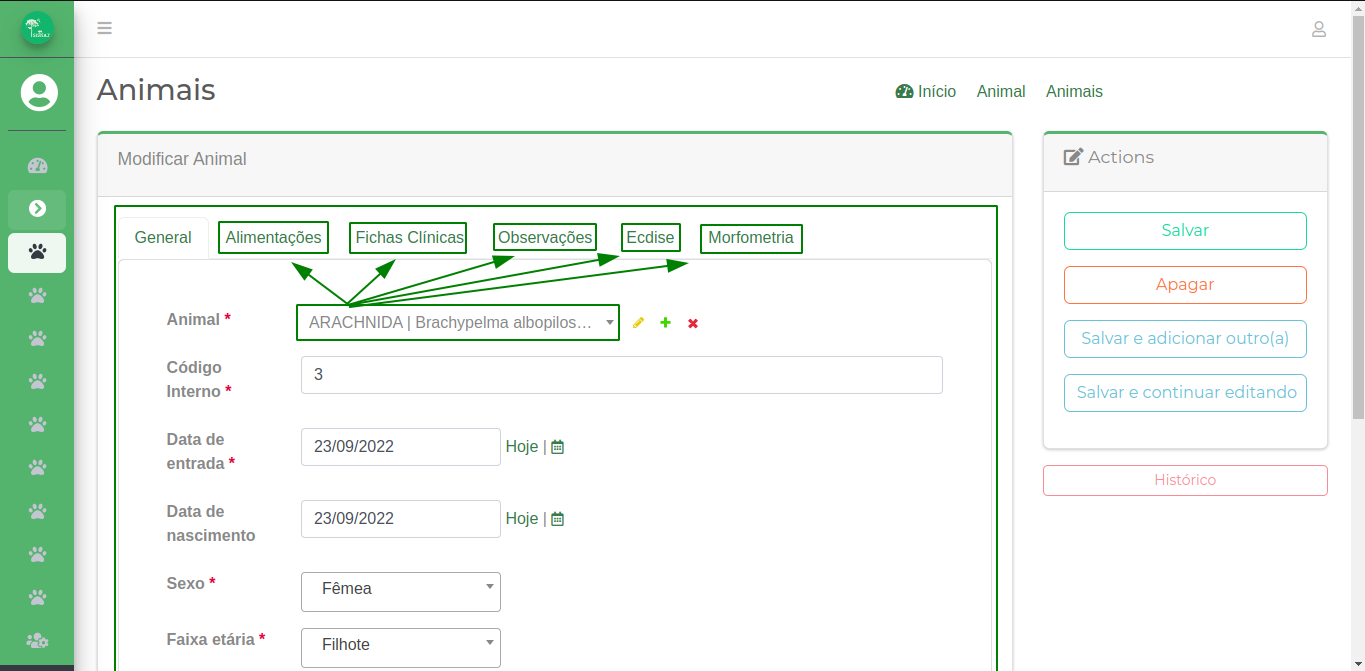 Animais
Início Animal Animais
Modificar Animal
Actions
General Alimentações Fichas Clínicas Observações Ecdise Morfometria
Salvar
Apagar
Salvar e adicionar outro(a)
Salvar e continuar editando
Histórico
Animal * ARACHNIDA | Brachypelma albopilos…
Código
Interno * 3
Data de
entrada * 23/09/2022 Hoje |
Data de
nascimento 23/09/2022 Hoje |
Sexo * Fêmea
Faixa etária * Filhote